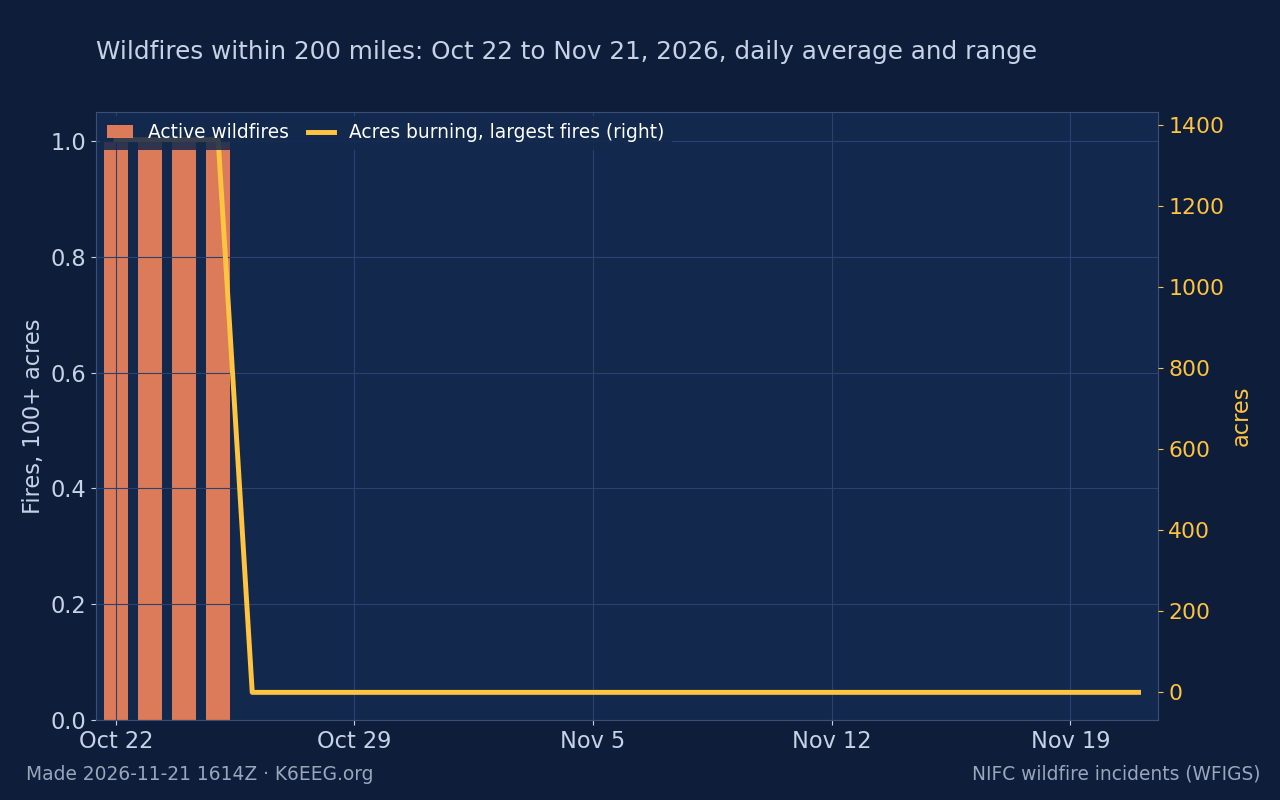 Wildfires within 200 miles: Oct 22 to Nov 21, 2026, daily average and range
Active wildfires
Acres burning, largest fires (right)
Fires, 100+ acres
1.0
0.8
0.6
0.4
0.2
0.0
1400
1200
1000
800
600
400
200
0
acres
Oct 22
Oct 29
Nov 5
Nov 12
Nov 19
Made 2026-11-21 1614Z · K6EEG.org
NIFC wildfire incidents (WFIGS)